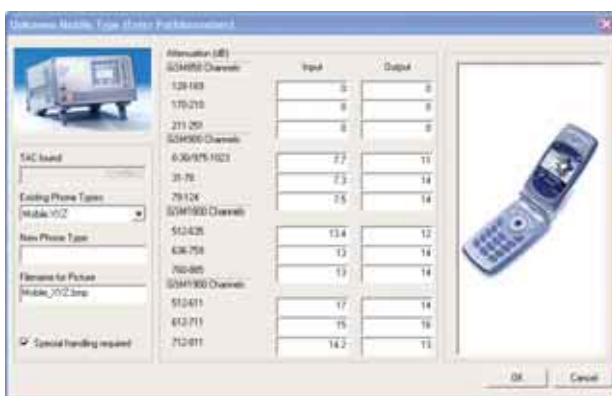 Unknown Mobile Type (Enter Pathlossvalues)
Attenuation (dB)
GSM850 Channels Input Output
128-169 0 0
170-210 0 0
211-251 0 0
GSM900 Channels
0-30/975-1023 7.7 11
31-78 7.3 14
79-124 7.5 14
GSM1800 Channels
512-635 13.4 12
636-759 13 14
760-885 13 14
GSM1900 Channels
512-611 17 14
612-711 15 16
712-811 14.2 13
TAC found
Existing Phone Types
Mobile XYZ
New Phone Type
Filename for Picture
Mobile_XYZ.bmp
Special handling required
OK Cancel